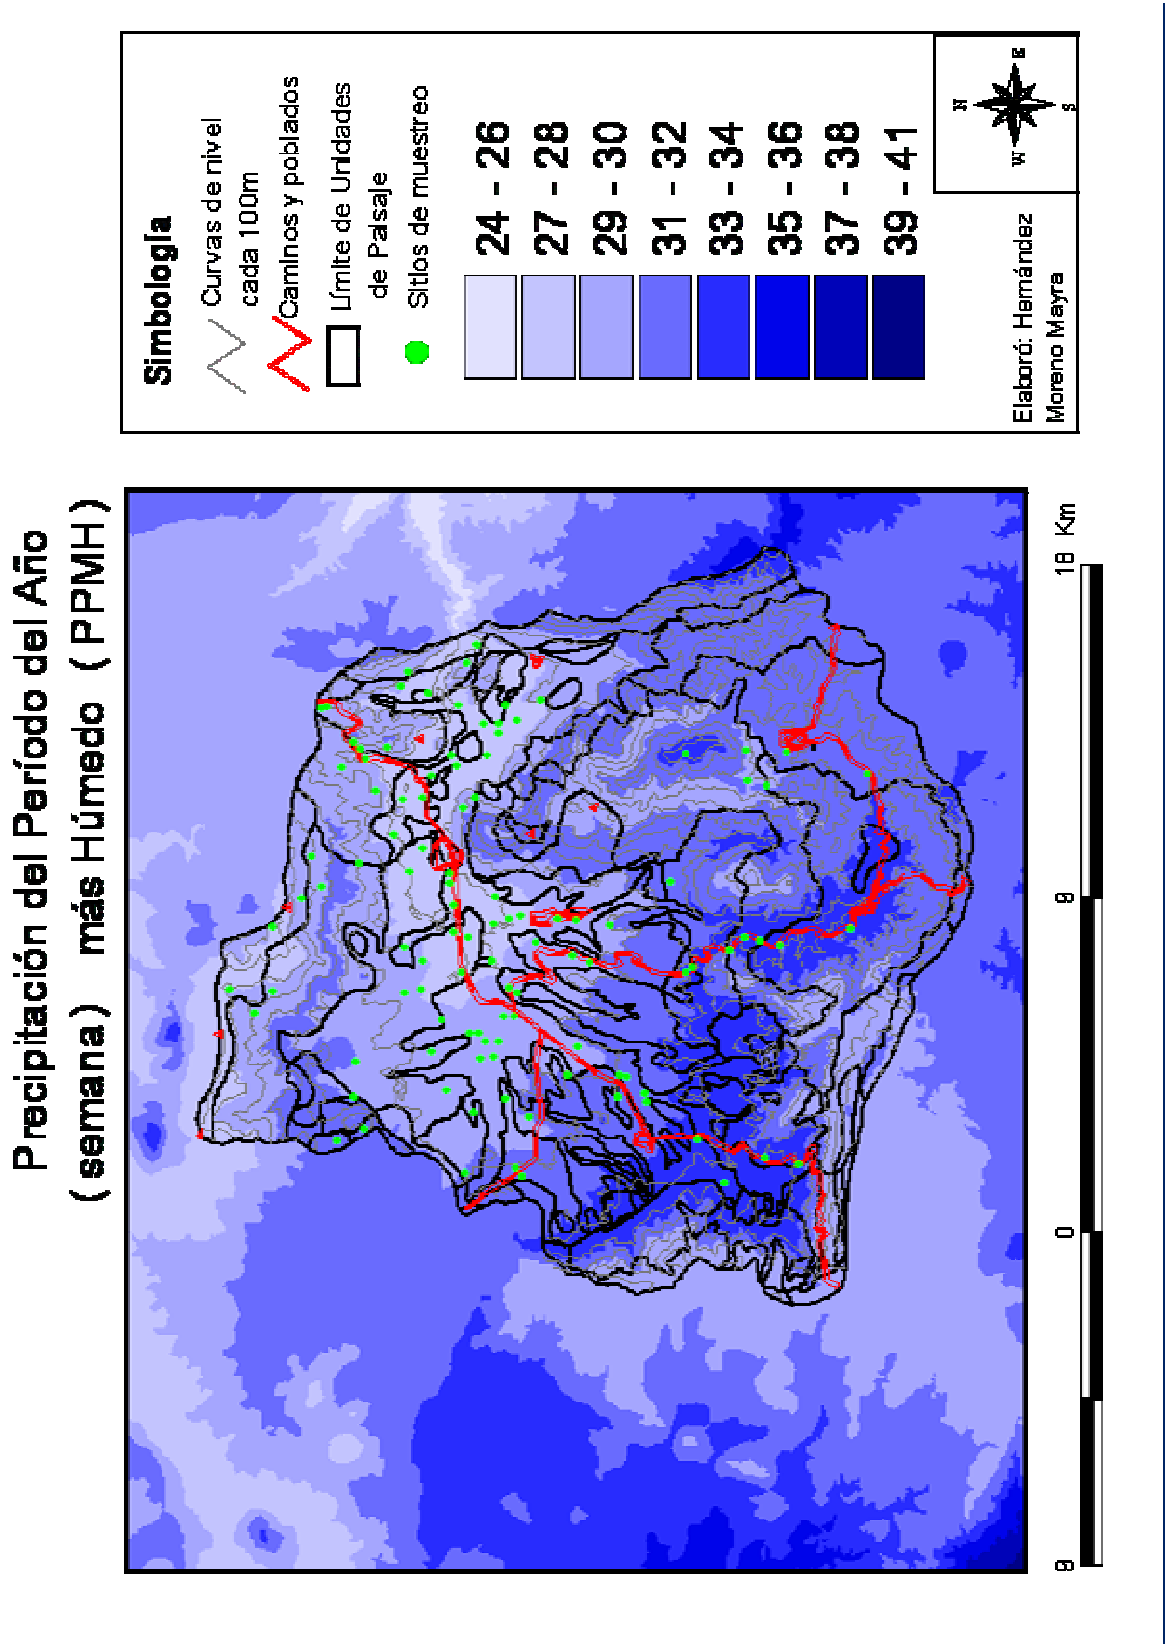 Precipitación del Período del Año
(semana) más Húmedo (PPMH)
Simbología
Curvas de nivel
cada 100m
Caminos y poblados
Límite de Unidades
de Paisaje
Sitios de muestreo
24 - 26
27 - 28
29 - 30
31 - 32
33 - 34
35 - 36
37 - 38
39 - 41
Elaboró: Hernández
Moreno Mayra
N
W E
S
9 0 9 18 Km